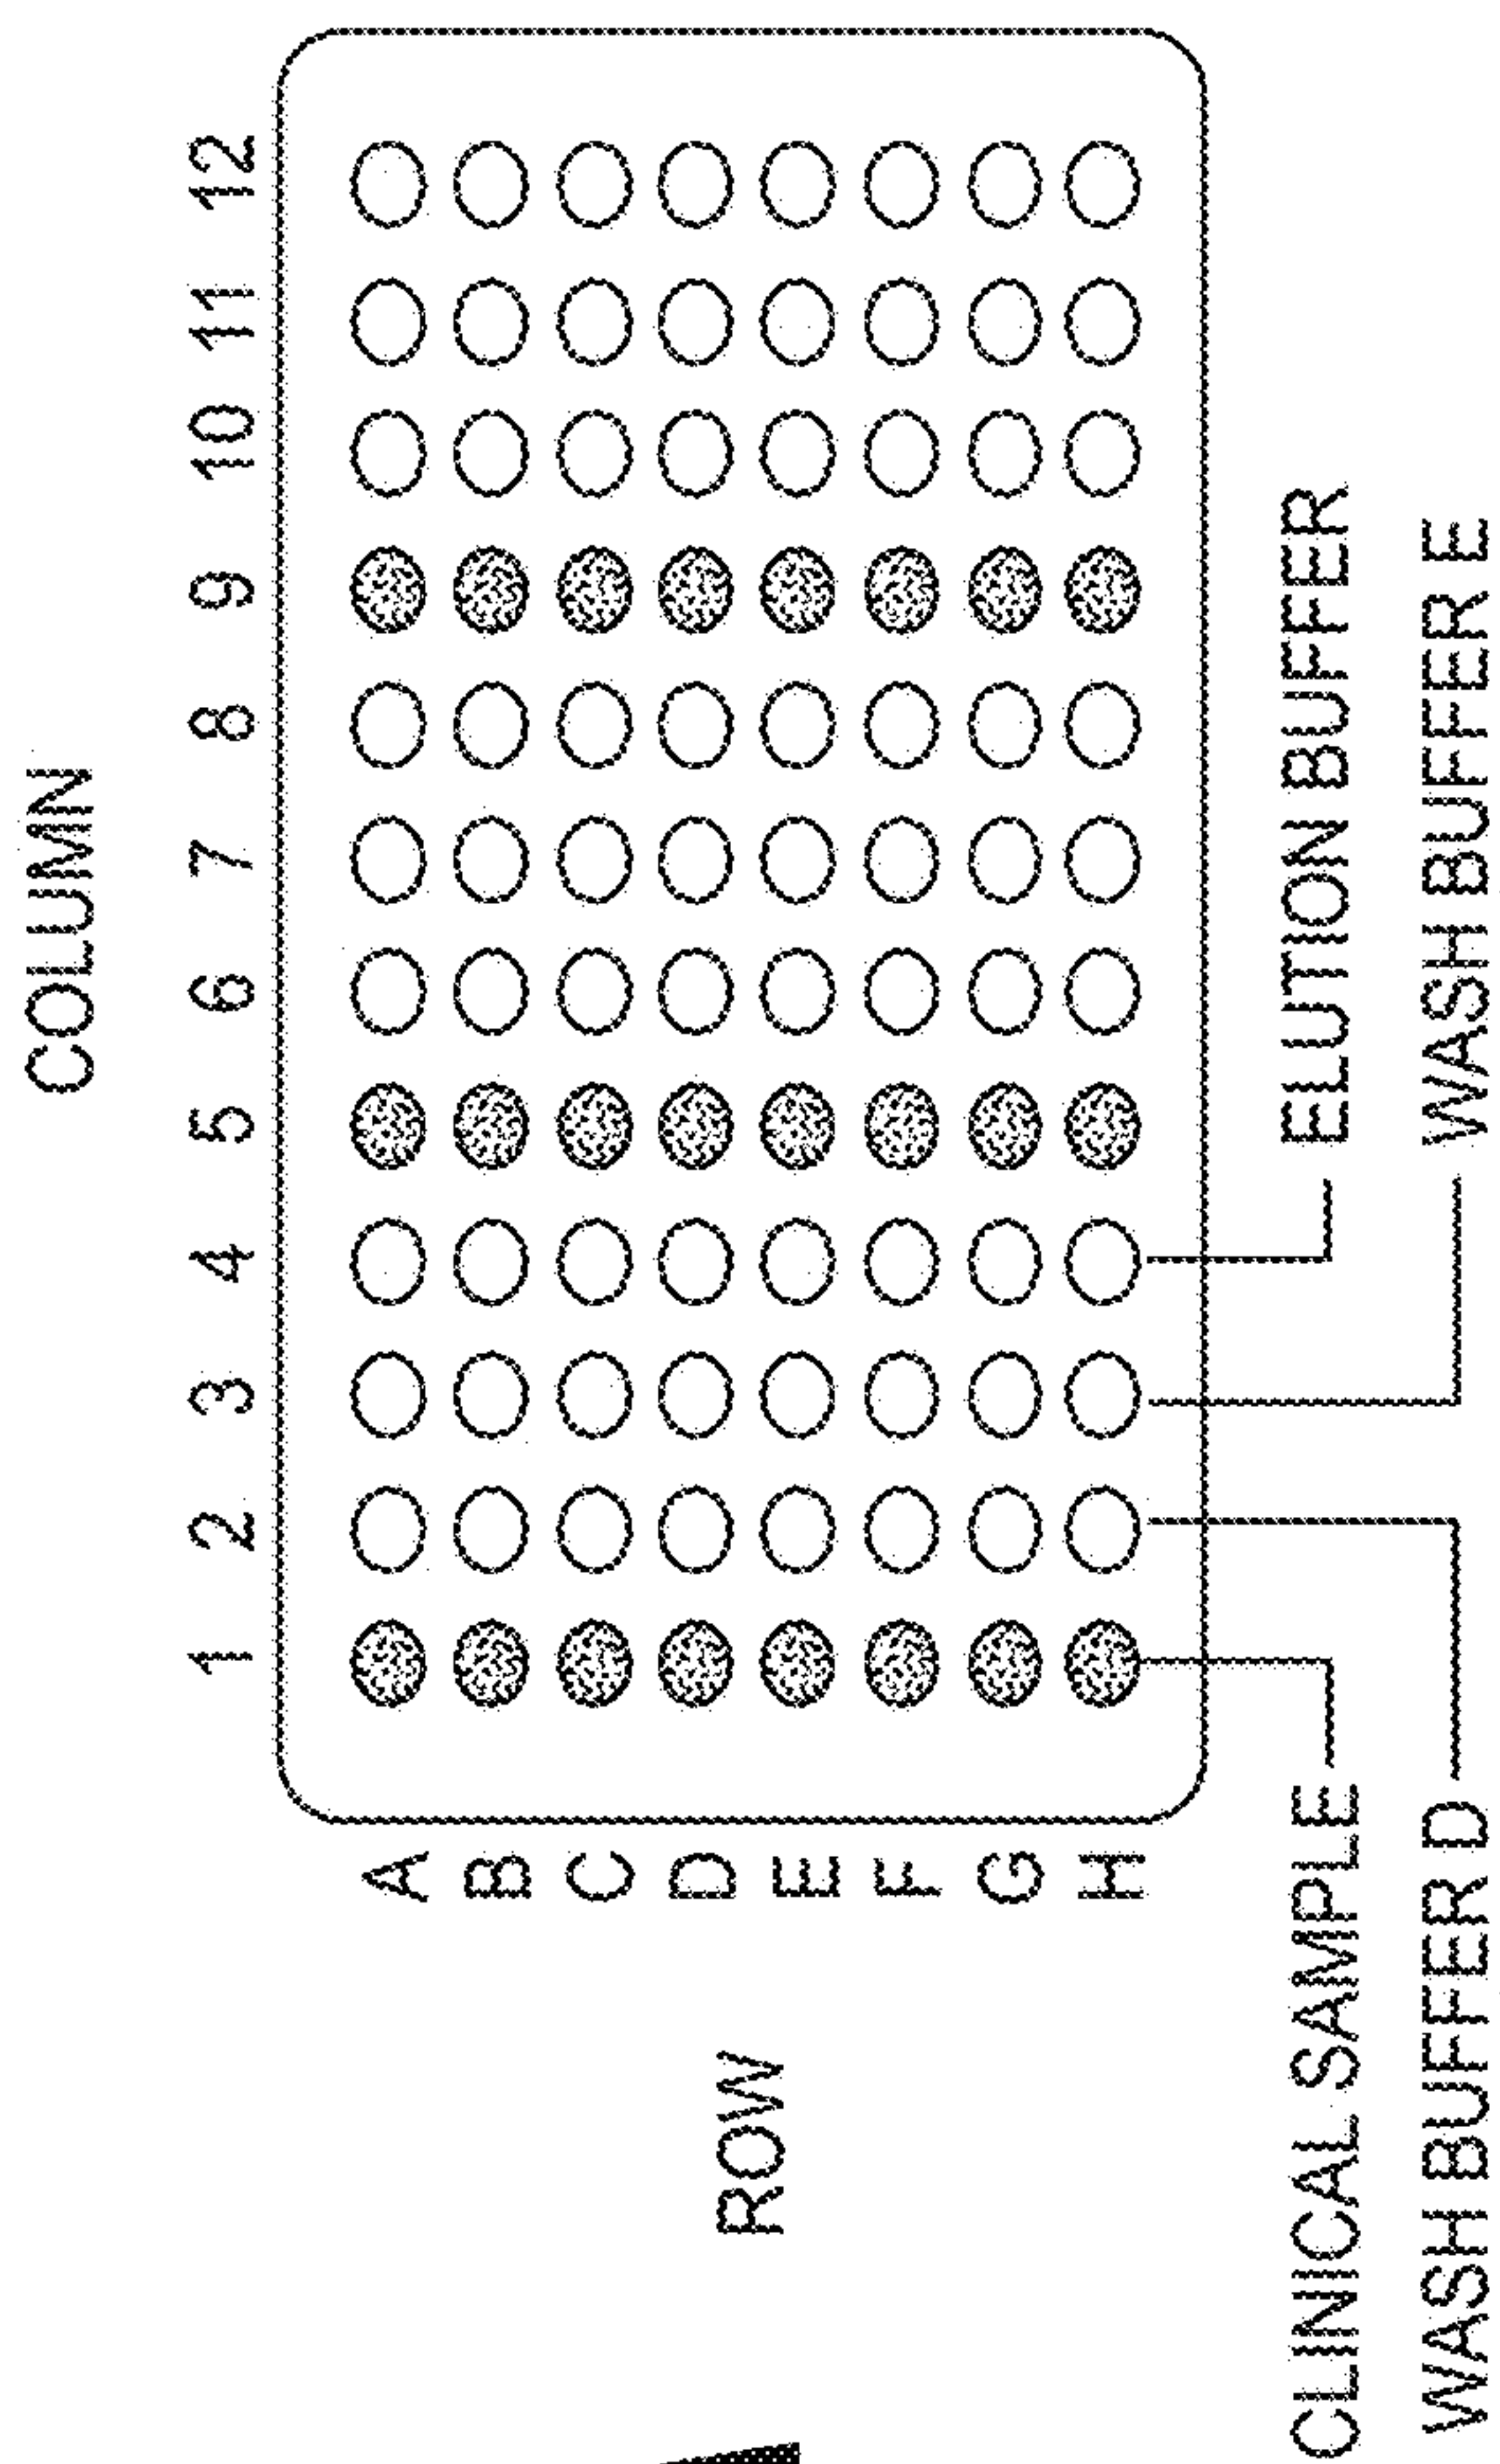 COLUMN
1 2 3 4 5 6 7 8 9 10 11 12
A
B
C
D
E
F
G
H
ROW
CLINICAL SAMPLE
ELUTION BUFFER
WASH BUFFER D
WASH BUFFER E